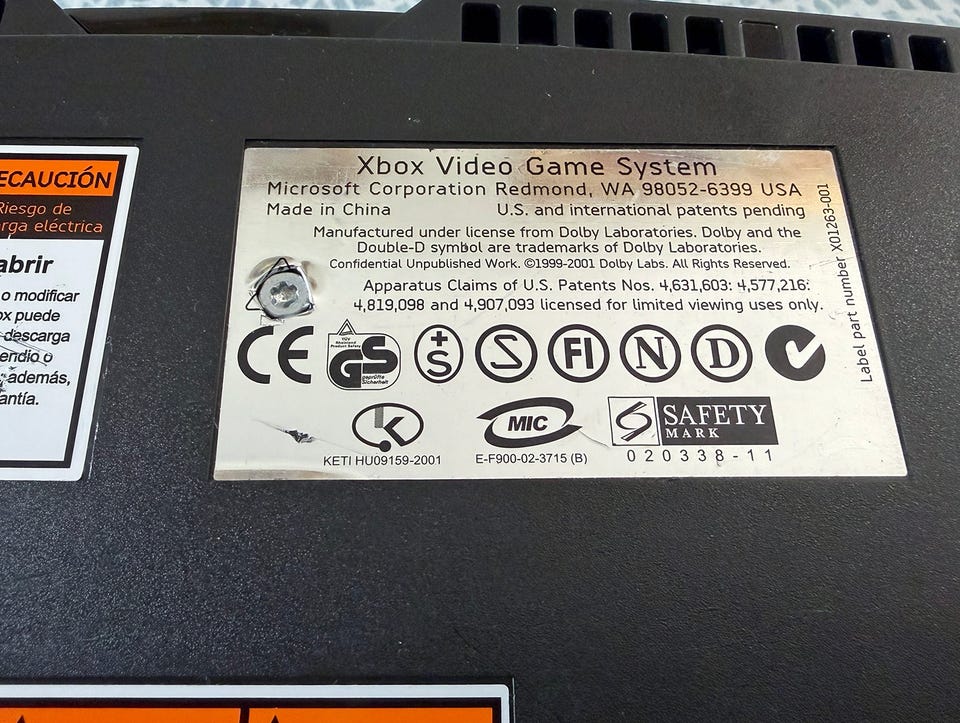 ECAUCIÓN
Riesgo de
rga eléctrica
abrir
o modificar
ox puede
descarga
endio o
además,
antía.
Xbox Video Game System
Microsoft Corporation Redmond, WA 98052-6399 USA
Made in China U.S. and international patents pending
Manufactured under license from Dolby Laboratories. Dolby and the
Double-D symbol are trademarks of Dolby Laboratories.
Confidential Unpublished Work. ©1999-2001 Dolby Labs. All Rights Reserved.
Apparatus Claims of U.S. Patents Nos. 4,631,603; 4,577,216;
4,819,098 and 4,907,093 licensed for limited viewing uses only.
Label part number X01263-001
CE
TÜV
Rheinland
Product Safety
GS
geprüfte
Sicherheit
+
S
S
FI
N
D
K
MIC
S SAFETY
MARK
KETI HU09159-2001
E-F900-02-3715 (B)
020338-11